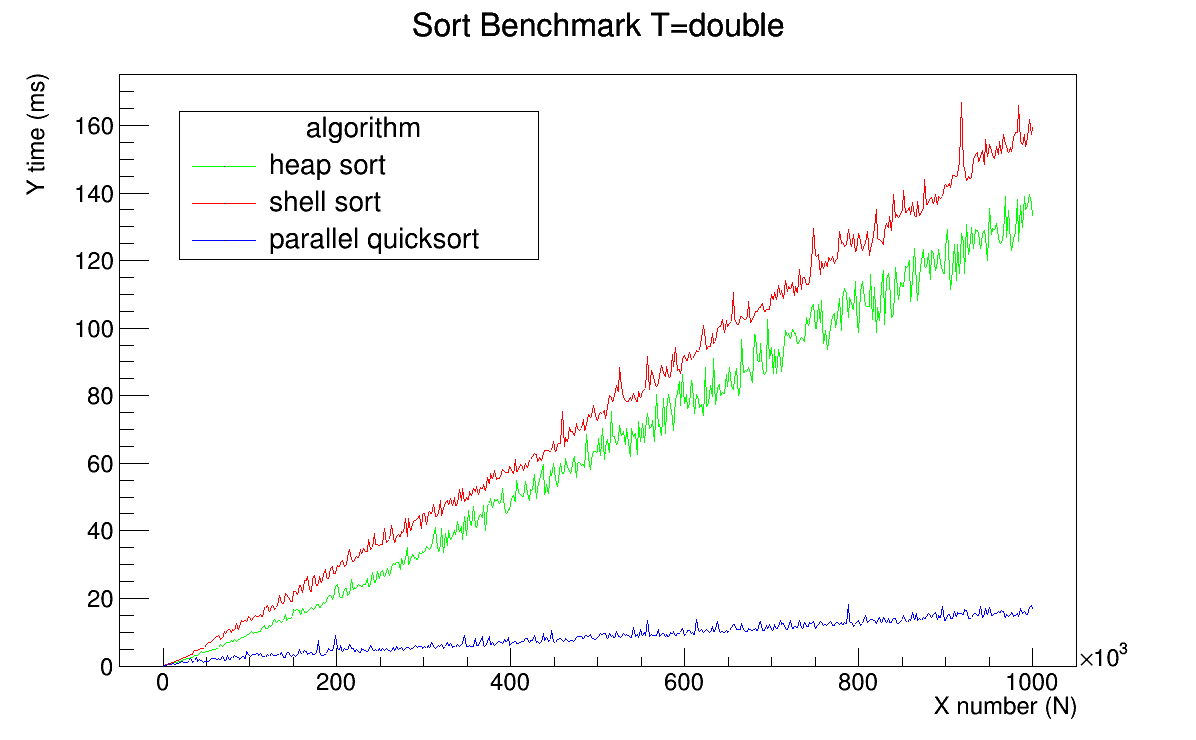 Sort Benchmark T=double
Y time (ms)
160
140
120
100
80
60
40
20
0
algorithm
heap sort
shell sort
parallel quicksort
0 200 400 600 800 1000
×10³
X number (N)